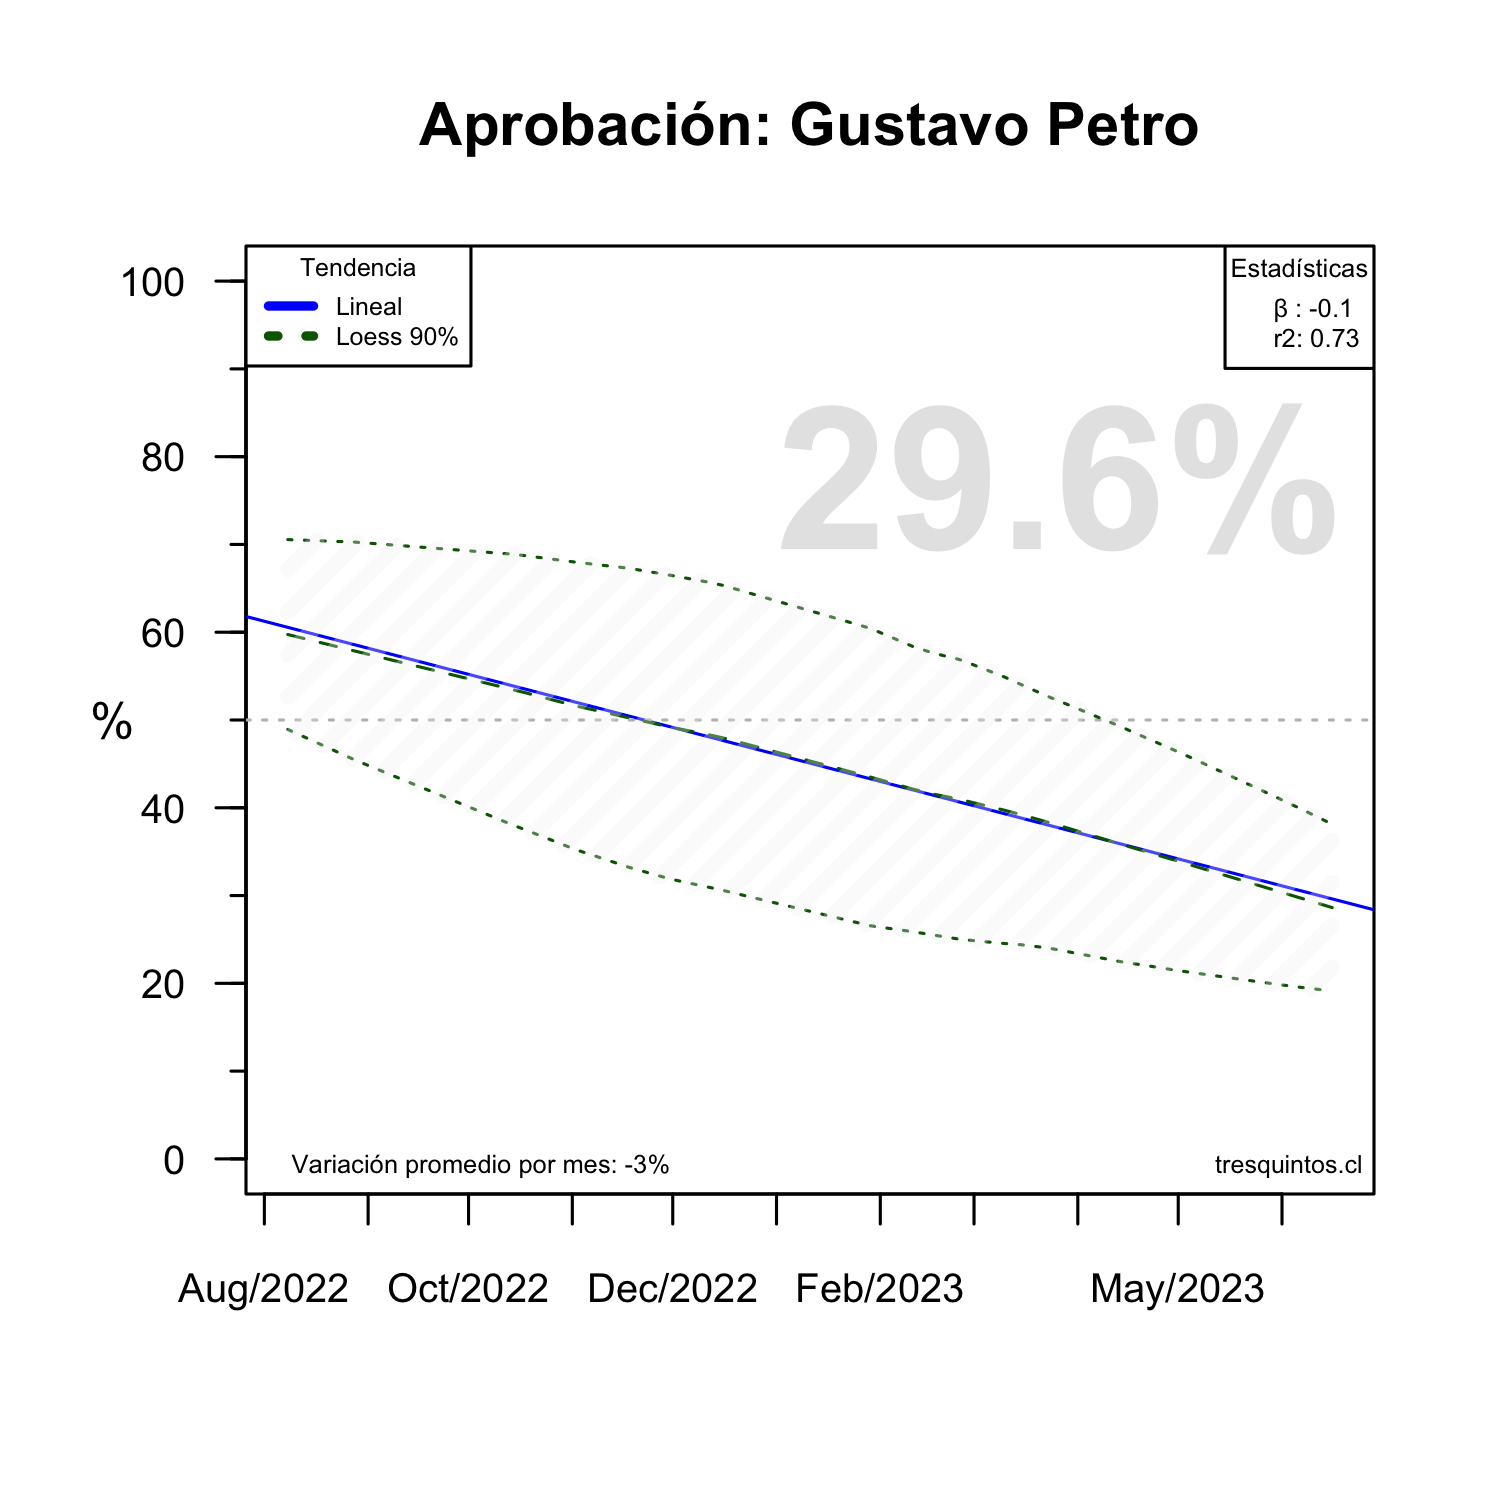 Aprobación: Gustavo Petro
Tendencia
Lineal
Loess 90%
Estadísticas
β : -0.1
r2: 0.73
29.6%
100
80
60
%
40
20
0
Variación promedio por mes: -3%
tresquintos.cl
Aug/2022 Oct/2022 Dec/2022 Feb/2023 May/2023